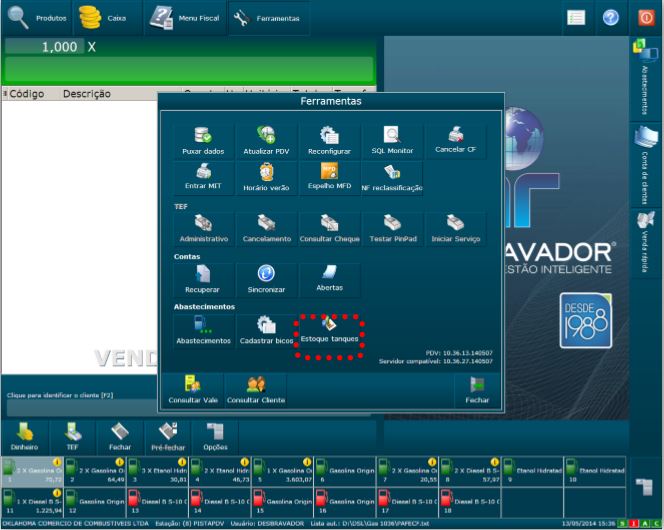 Produtos Caixa Menu Fiscal Ferramentas
1,000 X
Código Descrição
Ferramentas
Puxar dados Atualizar PDV Reconfigurar SQL Monitor Cancelar CF
Entrar MIT Horário verão Espelho MFD NF reclassificação
TEF
Administrativo Cancelamento Consultar Cheque Testar PinPad Iniciar Serviço
Contas
Recuperar Sincronizar Abertas
Abastecimentos
Abastecimentos Cadastrar bicos Estoque tanques
PDV: 10.36.13.140507
Servidor compatível: 10.36.27.140507
Consultar Vale Consultar Cliente Fechar
Abastecimentos
Conta de clientes
Venda rápida
AVADOR®
STÃO INTELIGENTE
DESDE
1988
VEND
Clique para identificar o cliente [F2]
Dinheiro TEF Fechar Pré-fechar Opções
2 X Gasolina O 2 X Gasolina O 3 X Etanol Hidr 2 X Etanol Hidr 1 X Gasolina O Gasolina Origin 2 X Gasolina O 2 X Diesel B S- Etanol Hidratad Etanol Hidratad
1 70,72 2 64,49 3 30,81 4 46,73 5 3.603,07 6 7 20,55 8 57,97 9 10
1 X Diesel B S- Gasolina Origin Diesel B S-10 C Diesel B S-10 C Gasolina Origin Gasolina Origin Diesel B S-10 C Diesel B S-10 C
11 1.225,94 12 13 14 15 16 17 18
OKLAHOMA COMERCIO DE COMBUSTIVEIS LTDA Estação: (8) PISTAPDV Usuário: DESBRAVADOR Lista aut.: D:\DSL\Gas 1036\PAFECF.txt 13/05/2014 15:36 S I A C